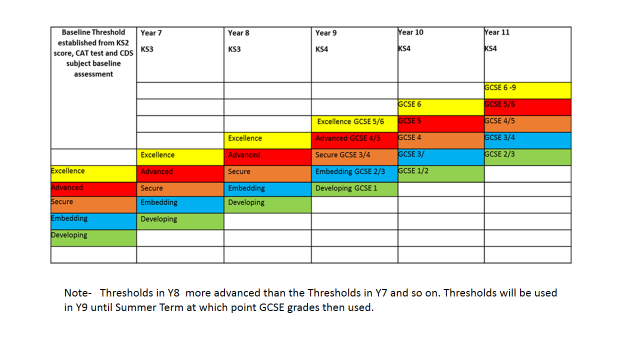 Baseline Threshold
established from KS2
score, CAT test and CDS
subject baseline
assessment
Year 7
KS3
Year 8
KS3
Year 9
KS4
Year 10
KS4
Year 11
KS4
GCSE 6 -9
GCSE 6
GCSE 5/6
Excellence GCSE 5/6
GCSE 5
GCSE 4/5
Excellence
Advanced GCSE 4/5
GCSE 4
GCSE 3/4
Excellence
Advanced
Secure GCSE 3/4
GCSE 3/
GCSE 2/3
Excellence
Advanced
Secure
Embedding GCSE 2/3
GCSE 1/2
Advanced
Secure
Embedding
Developing GCSE 1
Secure
Embedding
Developing
Embedding
Developing
Developing
Note- Thresholds in Y8 more advanced than the Thresholds in Y7 and so on. Thresholds will be used
in Y9 until Summer Term at which point GCSE grades then used.